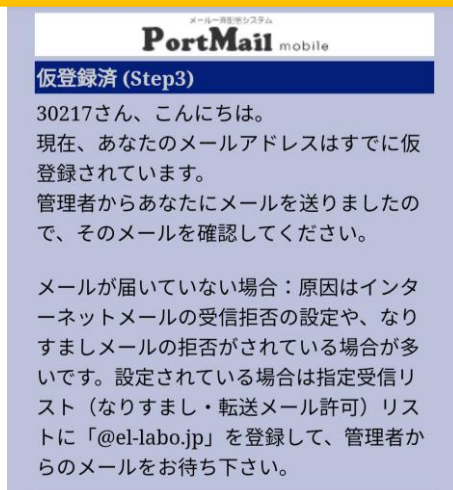 メール一斉配信システム
PortMail mobile
仮登録済 (Step3)
30217さん、こんにちは。
現在、あなたのメールアドレスはすでに仮
登録されています。
管理者からあなたにメールを送りましたの
で、そのメールを確認してください。
メールが届いていない場合：原因はインタ
ーネットメールの受信拒否の設定や、なり
すましメールの拒否がされている場合が多
いです。設定されている場合は指定受信リ
スト（なりすまし・転送メール許可）リス
トに「@el-labo.jp」を登録して、管理者か
らのメールをお待ち下さい。